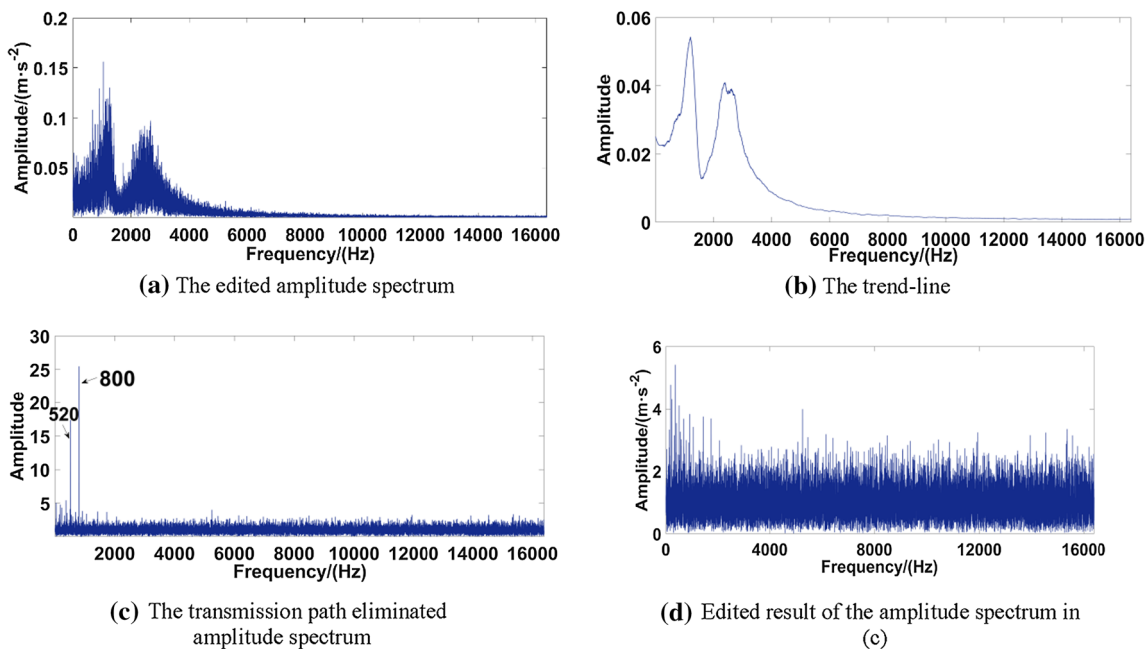 0.2
0.15
0.1
0.05
Amplitude/(m·s-2)
0 2000 4000 6000 8000 10000 12000 14000 16000
Frequency/(Hz)
(a) The edited amplitude spectrum
0.06
0.04
0.02
0
Amplitude
2000 4000 6000 8000 10000 12000 14000 16000
Frequency/(Hz)
(b) The trend-line
30
25
20
15
10
5
Amplitude
800
520
2000 4000 6000 8000 10000 12000 14000 16000
Frequency/(Hz)
(c) The transmission path eliminated
amplitude spectrum
6
4
2
0
Amplitude/(m·s-2)
0 4000 8000 12000 16000
Frequency/(Hz)
(d) Edited result of the amplitude spectrum in
(c)